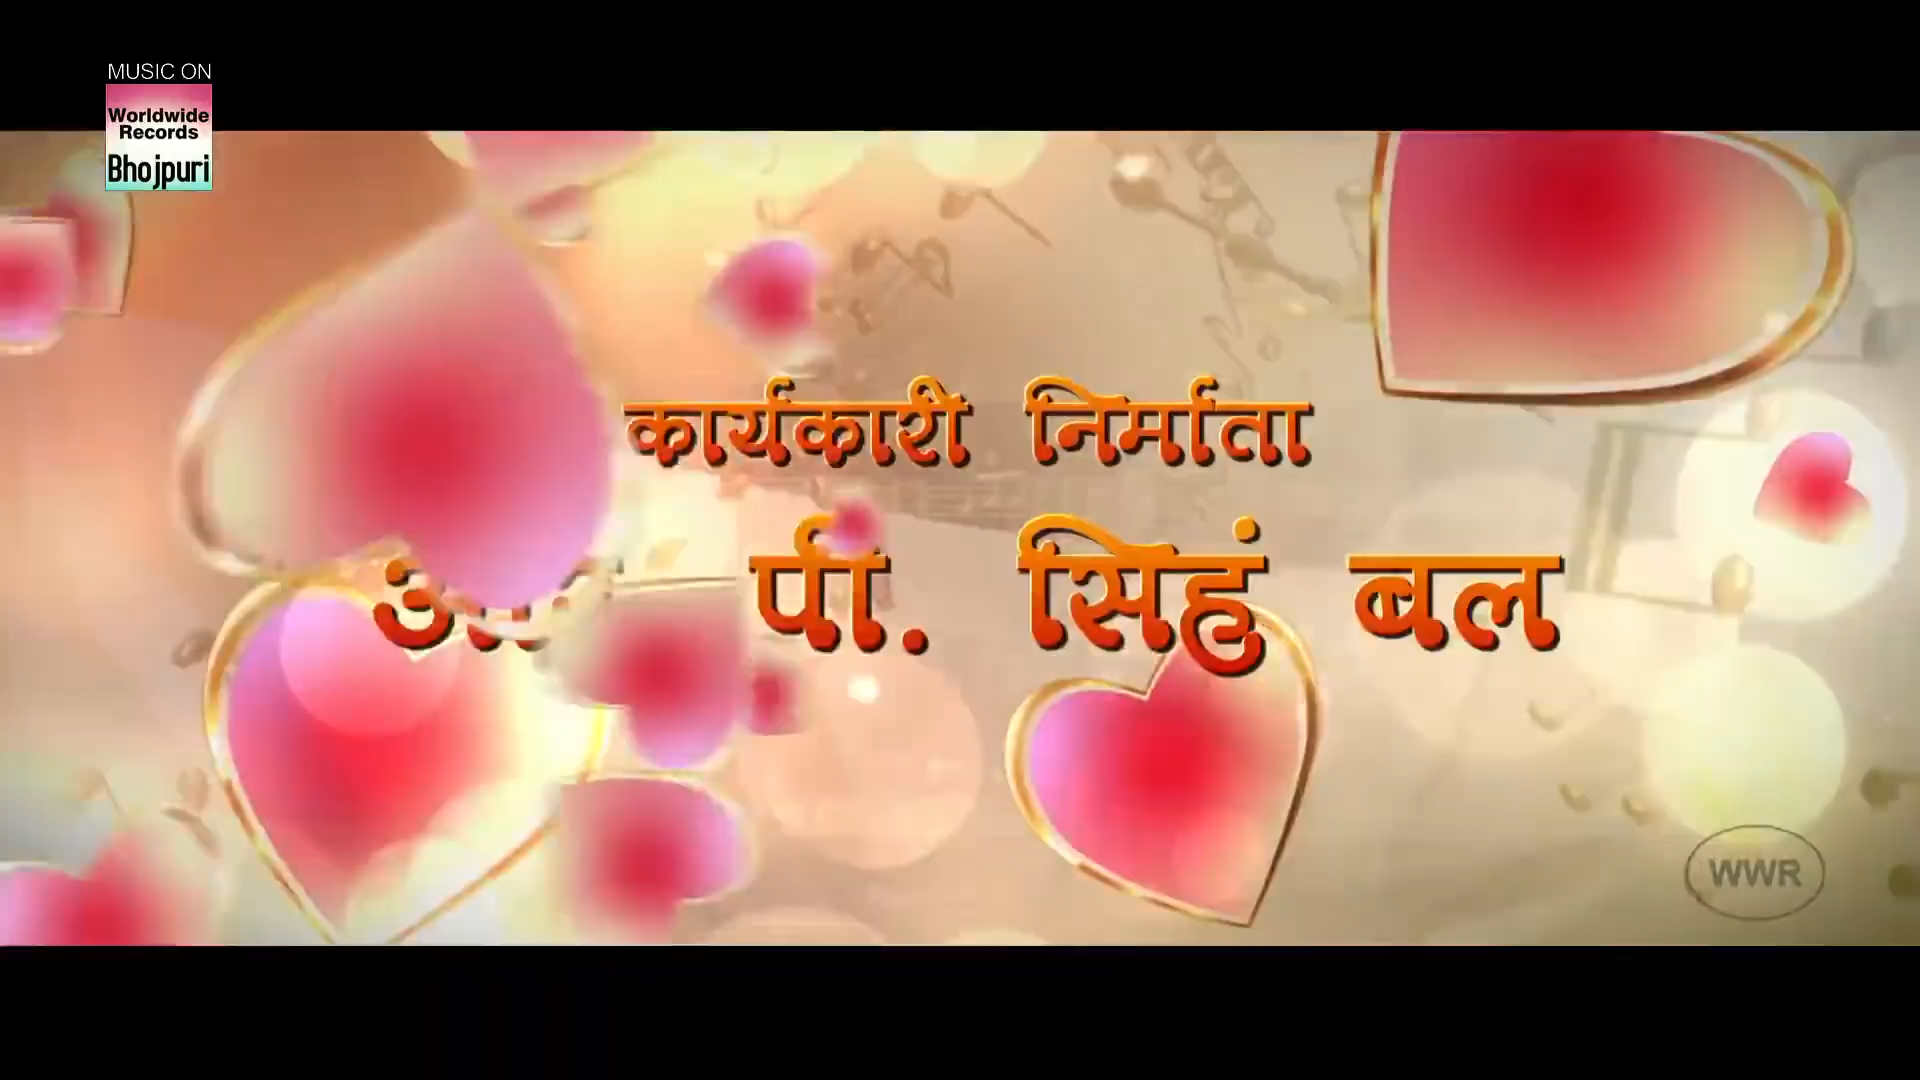 MUSIC ON
Worldwide
Records
Bhojpuri
कार्यकारी निर्माता
पी. सिंहं बल
WWR